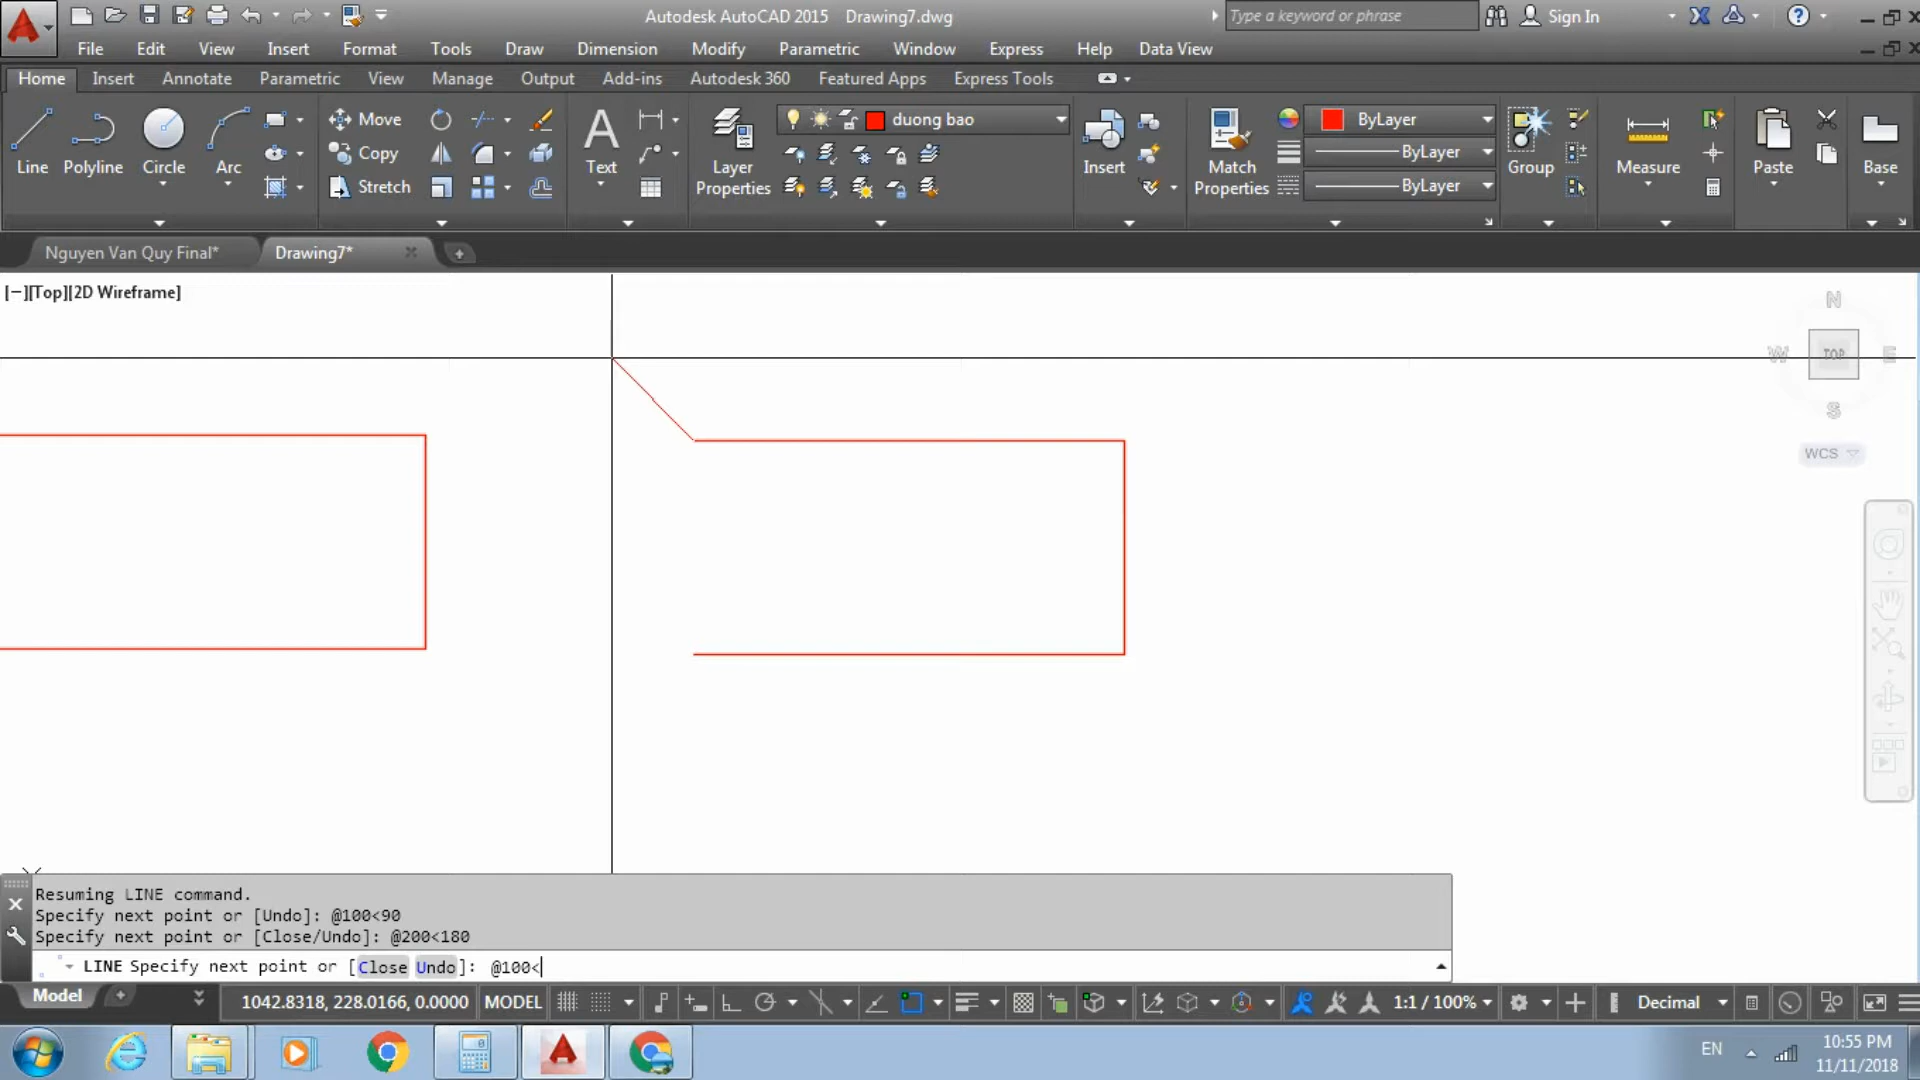 Autodesk AutoCAD 2015 Drawing7.dwg
Type a keyword or phrase
Sign In
File Edit View Insert Format Tools Draw Dimension Modify Parametric Window Express Help Data View
Home Insert Annotate Parametric View Manage Output Add-ins Autodesk 360 Featured Apps Express Tools
Line Polyline Circle Arc
Move
Copy
Stretch
Text
Layer Properties
duong bao
Insert
Match Properties
ByLayer
ByLayer
ByLayer
Group
Measure
Paste
Base
Nguyen Van Quy Final* Drawing7*
[−][Top][2D Wireframe]
N
W TOP E
S
WCS
Resuming LINE command.
Specify next point or [Undo]: @100<90
Specify next point or [Close/Undo]: @200<180
LINE Specify next point or [Close Undo]: @100<
Model
1042.8318, 228.0166, 0.0000 MODEL 1:1 / 100% Decimal
EN
10:55 PM
11/11/2018